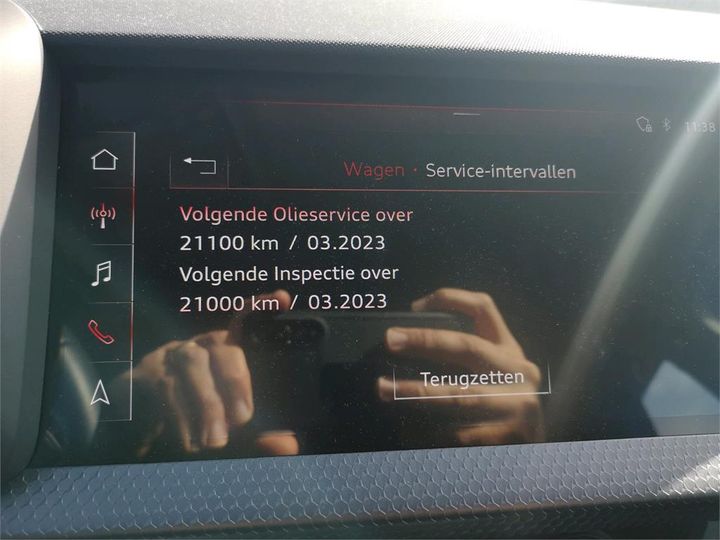 11:38
Wagen · Service-intervallen
Volgende Olieservice over
21100 km / 03.2023
Volgende Inspectie over
21000 km / 03.2023
Terugzetten